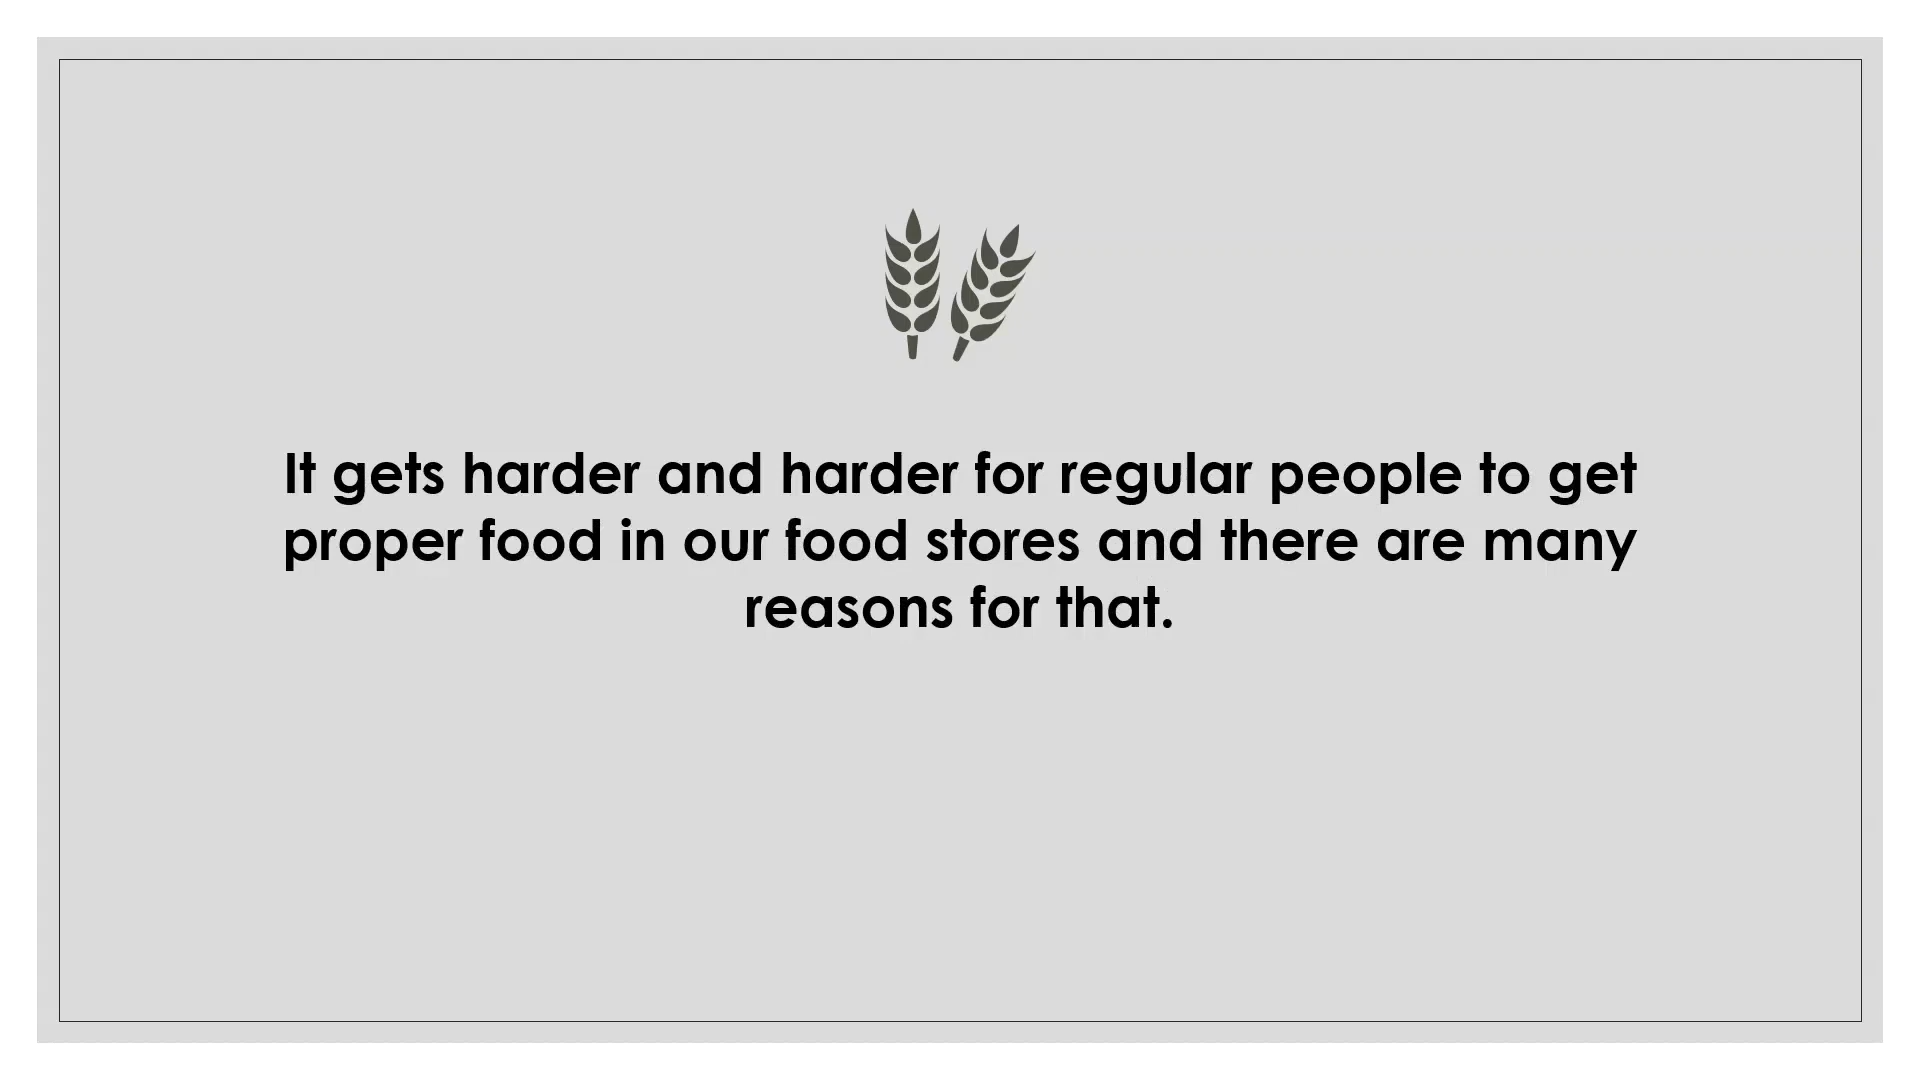 It gets harder and harder for regular people to get
proper food in our food stores and there are many
reasons for that.